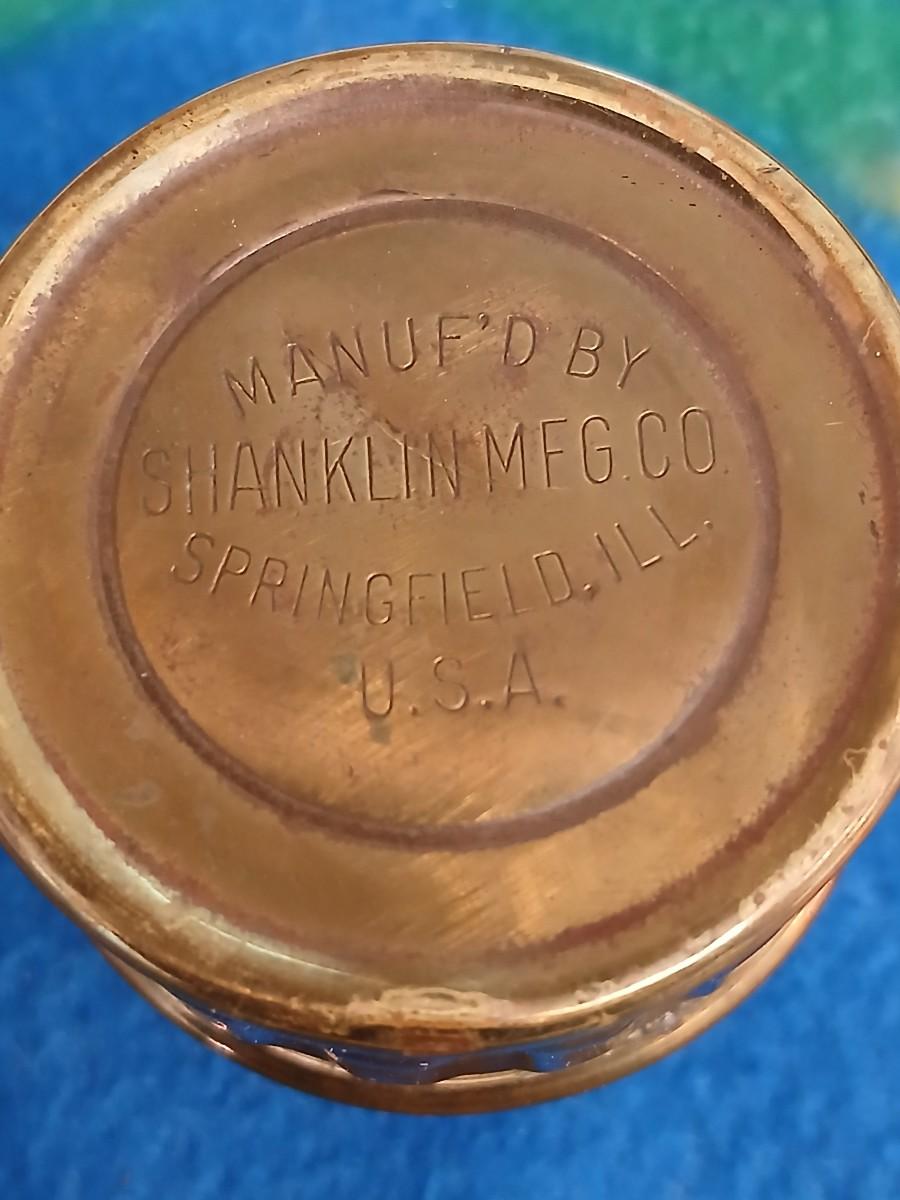 MANUF'D BY
SHANKLIN MFG.CO.
SPRINGFIELD, ILL.
U.S.A.